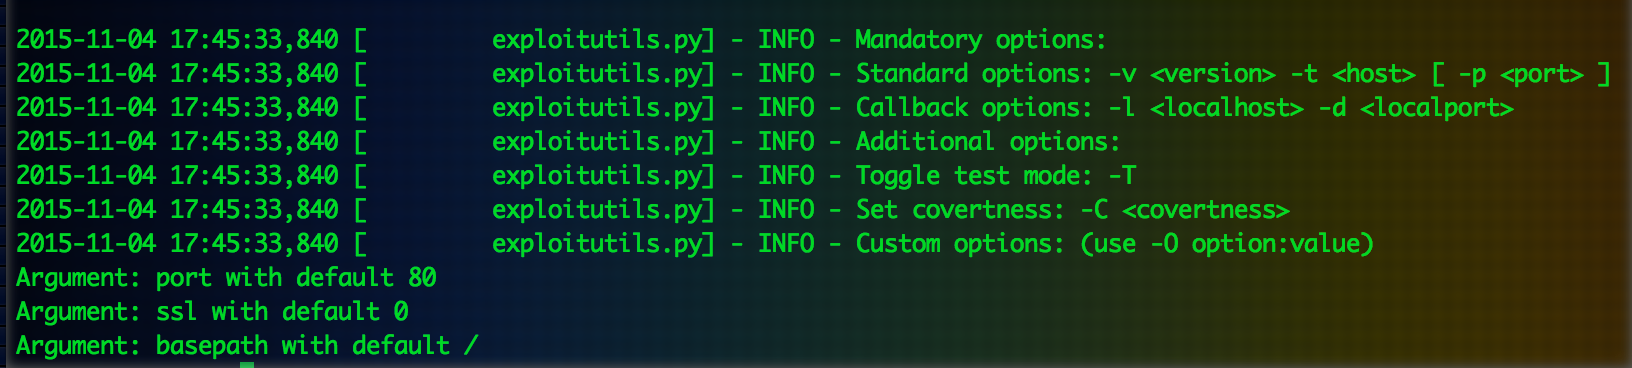 2015-11-04 17:45:33,840 [         exploitutils.py] - INFO - Mandatory options:
2015-11-04 17:45:33,840 [         exploitutils.py] - INFO - Standard options: -v <version> -t <host> [ -p <port> ]
2015-11-04 17:45:33,840 [         exploitutils.py] - INFO - Callback options: -l <localhost> -d <localport>
2015-11-04 17:45:33,840 [         exploitutils.py] - INFO - Additional options:
2015-11-04 17:45:33,840 [         exploitutils.py] - INFO - Toggle test mode: -T
2015-11-04 17:45:33,840 [         exploitutils.py] - INFO - Set covertness: -C <covertness>
2015-11-04 17:45:33,840 [         exploitutils.py] - INFO - Custom options: (use -O option:value)
Argument: port with default 80
Argument: ssl with default 0
Argument: basepath with default /